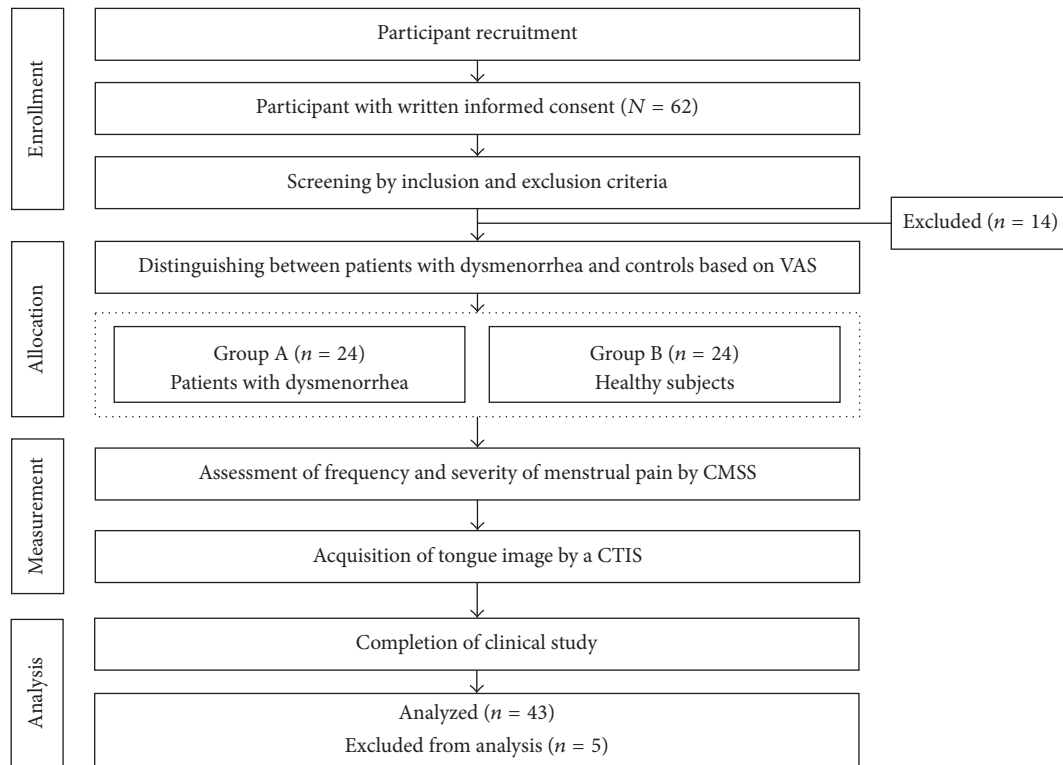 Enrollment
Participant recruitment
Participant with written informed consent (N = 62)
Screening by inclusion and exclusion criteria
Excluded (n = 14)
Allocation
Distinguishing between patients with dysmenorrhea and controls based on VAS
Group A (n = 24)
Patients with dysmenorrhea
Group B (n = 24)
Healthy subjects
Measurement
Assessment of frequency and severity of menstrual pain by CMSS
Acquisition of tongue image by a CTIS
Analysis
Completion of clinical study
Analyzed (n = 43)
Excluded from analysis (n = 5)